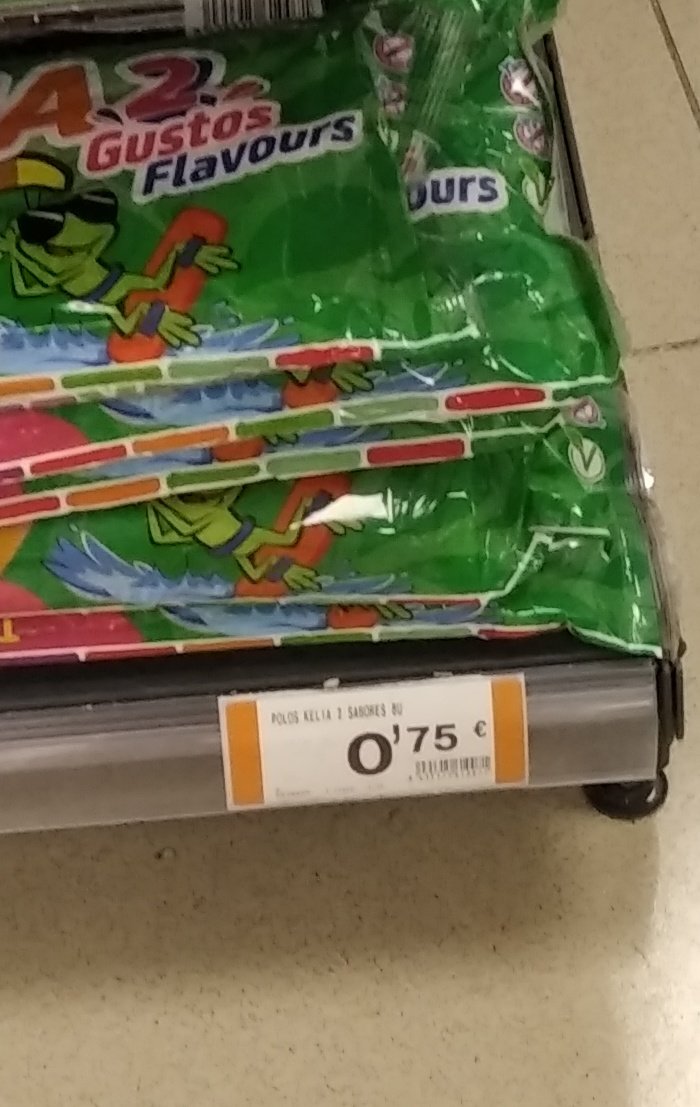 A 2
Gustos
Flavours
ours
POLOS KELIA 2 SABORES 8U
0'75 €